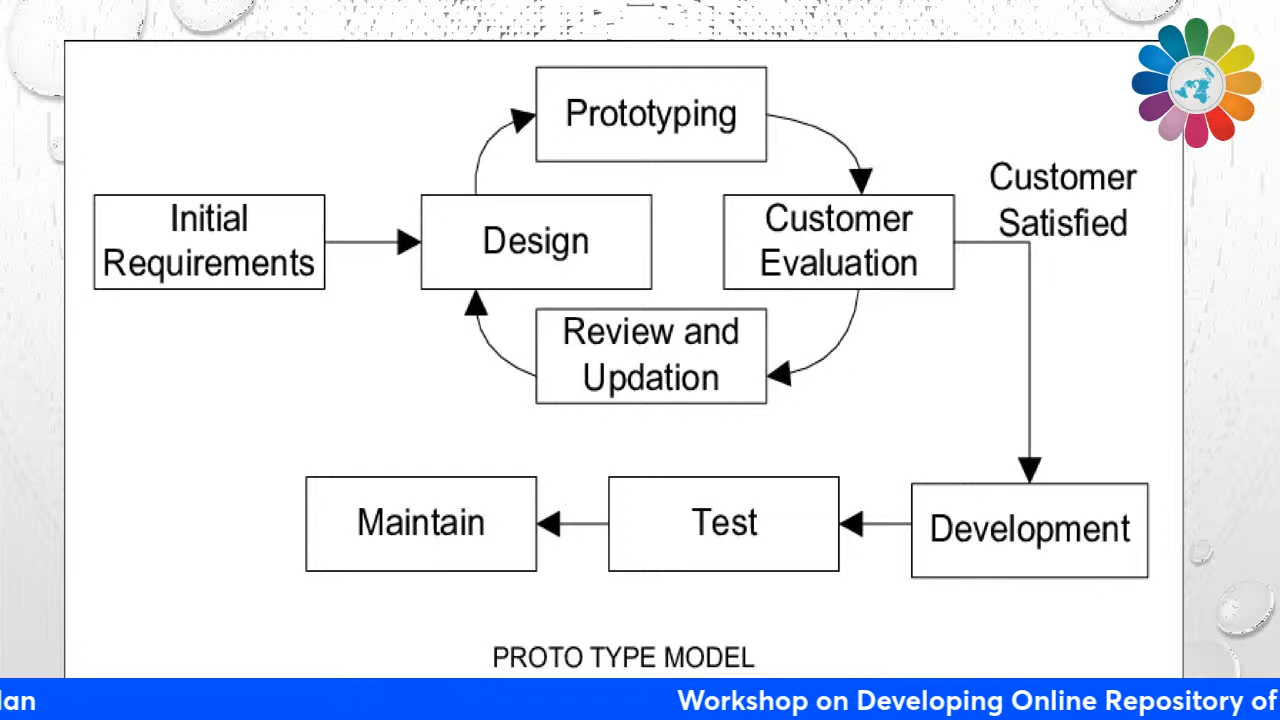 Prototyping
Customer
Satisfied
Initial
Requirements
Design
Customer
Evaluation
Review and
Updation
Maintain
Test
Development
PROTO TYPE MODEL
Workshop on Developing Online Repository of